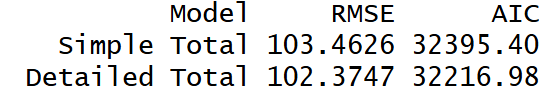 Model RMSE AIC
Simple Total 103.4626 32395.40
Detailed Total 102.3747 32216.98